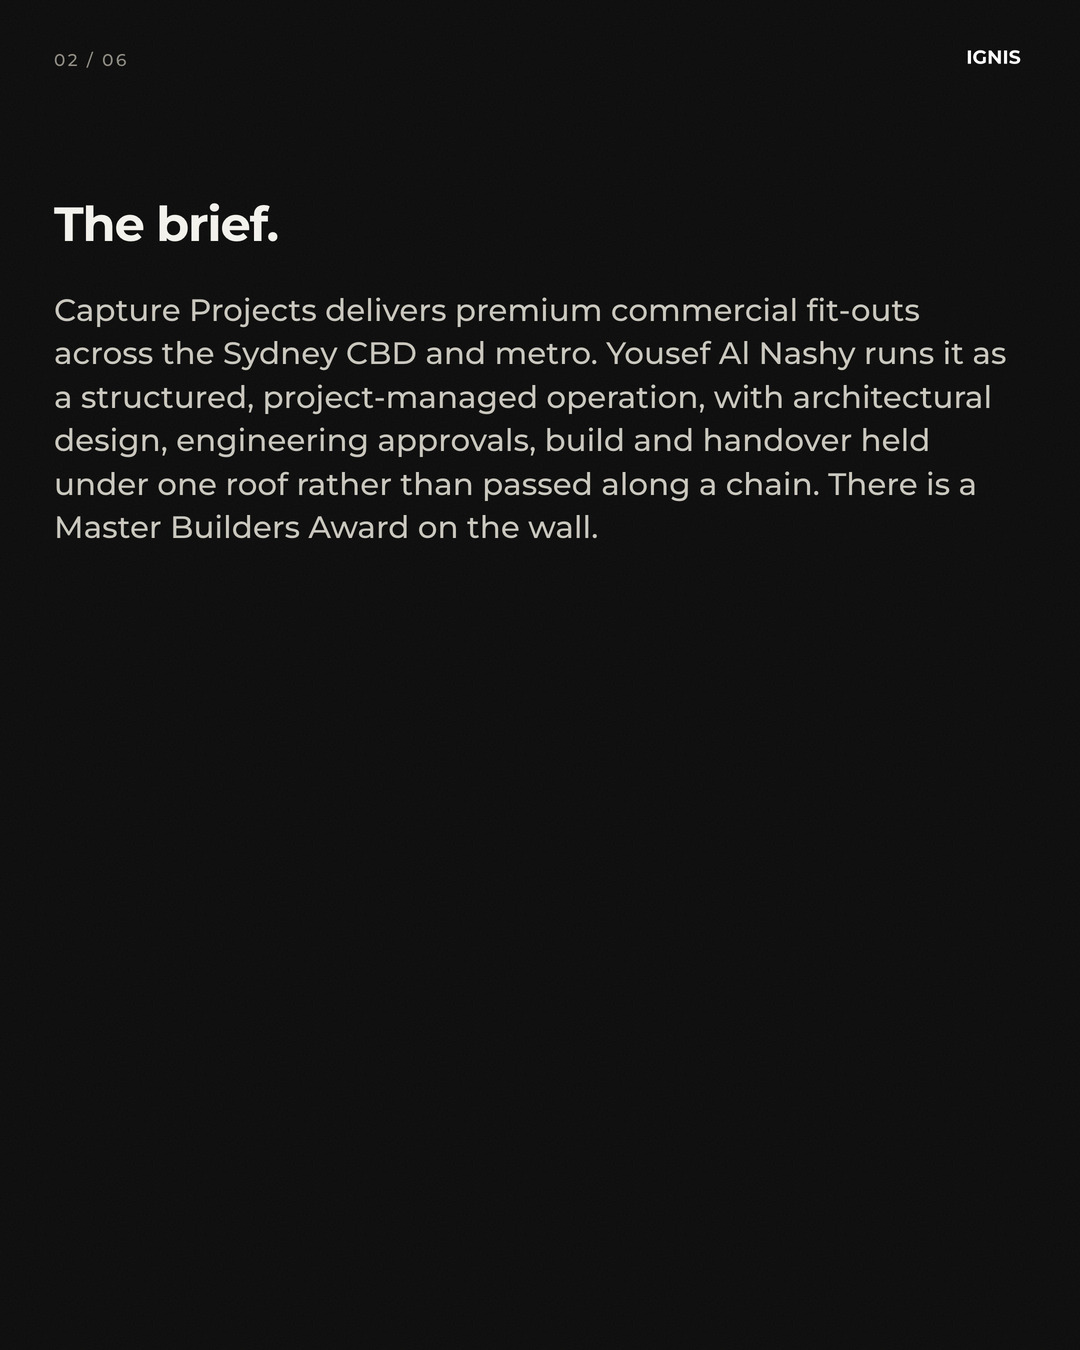 02 / 06
IGNIS
The brief.
Capture Projects delivers premium commercial fit-outs
across the Sydney CBD and metro. Yousef Al Nashy runs it as
a structured, project-managed operation, with architectural
design, engineering approvals, build and handover held
under one roof rather than passed along a chain. There is a
Master Builders Award on the wall.